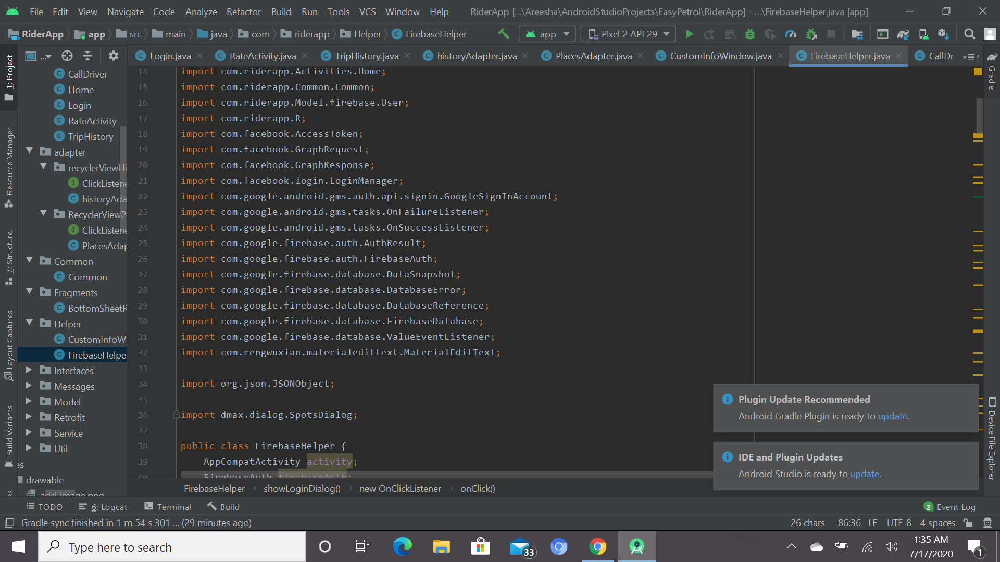 File Edit View Navigate Code Analyze Refactor Build Run Tools VCS Window Help RiderApp [...\Areesha\AndroidStudioProjects\EasyPetrol\RiderApp] - ...\FirebaseHelper.java [app]
RiderApp app src main java com riderapp Helper FirebaseHelper app Pixel 2 API 29
... Login.java RateActivity.java TripHistory.java historyAdapter.java PlacesAdapter.java CustomInfoWindow.java FirebaseHelper.java CallDr 2
1: Project
Resource Manager
7: Structure
Layout Captures
Build Variants
CallDriver
Home
Login
RateActivity
TripHistory
adapter
recyclerViewHi
ClickListene
historyAda
RecyclerViewPl
ClickListene
PlacesAdap
Common
Common
Fragments
BottomSheetR
Helper
CustomInfoWi
FirebaseHelper
Interfaces
Messages
Model
Retrofit
Service
Util
es
drawable
add_image.png
14 import com.riderapp.Activities.Home;
15 import com.riderapp.Common.Common;
16 import com.riderapp.Model.firebase.User;
17 import com.riderapp.R;
18 import com.facebook.AccessToken;
19 import com.facebook.GraphRequest;
20 import com.facebook.GraphResponse;
21 import com.facebook.login.LoginManager;
22 import com.google.android.gms.auth.api.signin.GoogleSignInAccount;
23 import com.google.android.gms.tasks.OnFailureListener;
24 import com.google.android.gms.tasks.OnSuccessListener;
25 import com.google.firebase.auth.AuthResult;
26 import com.google.firebase.auth.FirebaseAuth;
27 import com.google.firebase.database.DataSnapshot;
28 import com.google.firebase.database.DatabaseError;
29 import com.google.firebase.database.DatabaseReference;
30 import com.google.firebase.database.FirebaseDatabase;
31 import com.google.firebase.database.ValueEventListener;
32 import com.rengwuxian.materialedittext.MaterialEditText;
33
34 import org.json.JSONObject;
35
36 import dmax.dialog.SpotsDialog;
37
38 public class FirebaseHelper {
39 AppCompatActivity activity;
40 FirebaseAuth firebaseAuth;
Gradle
Device File Explorer
Plugin Update Recommended
Android Gradle Plugin is ready to update.
IDE and Plugin Updates
Android Studio is ready to update.
FirebaseHelper showLoginDialog() new OnClickListener onClick()
TODO 6: Logcat Terminal Build 2 Event Log
Gradle sync finished in 1 m 54 s 301 ... (29 minutes ago) 26 chars 86:36 LF UTF-8 4 spaces
Type here to search 33 1:35 AM
7/17/2020 1